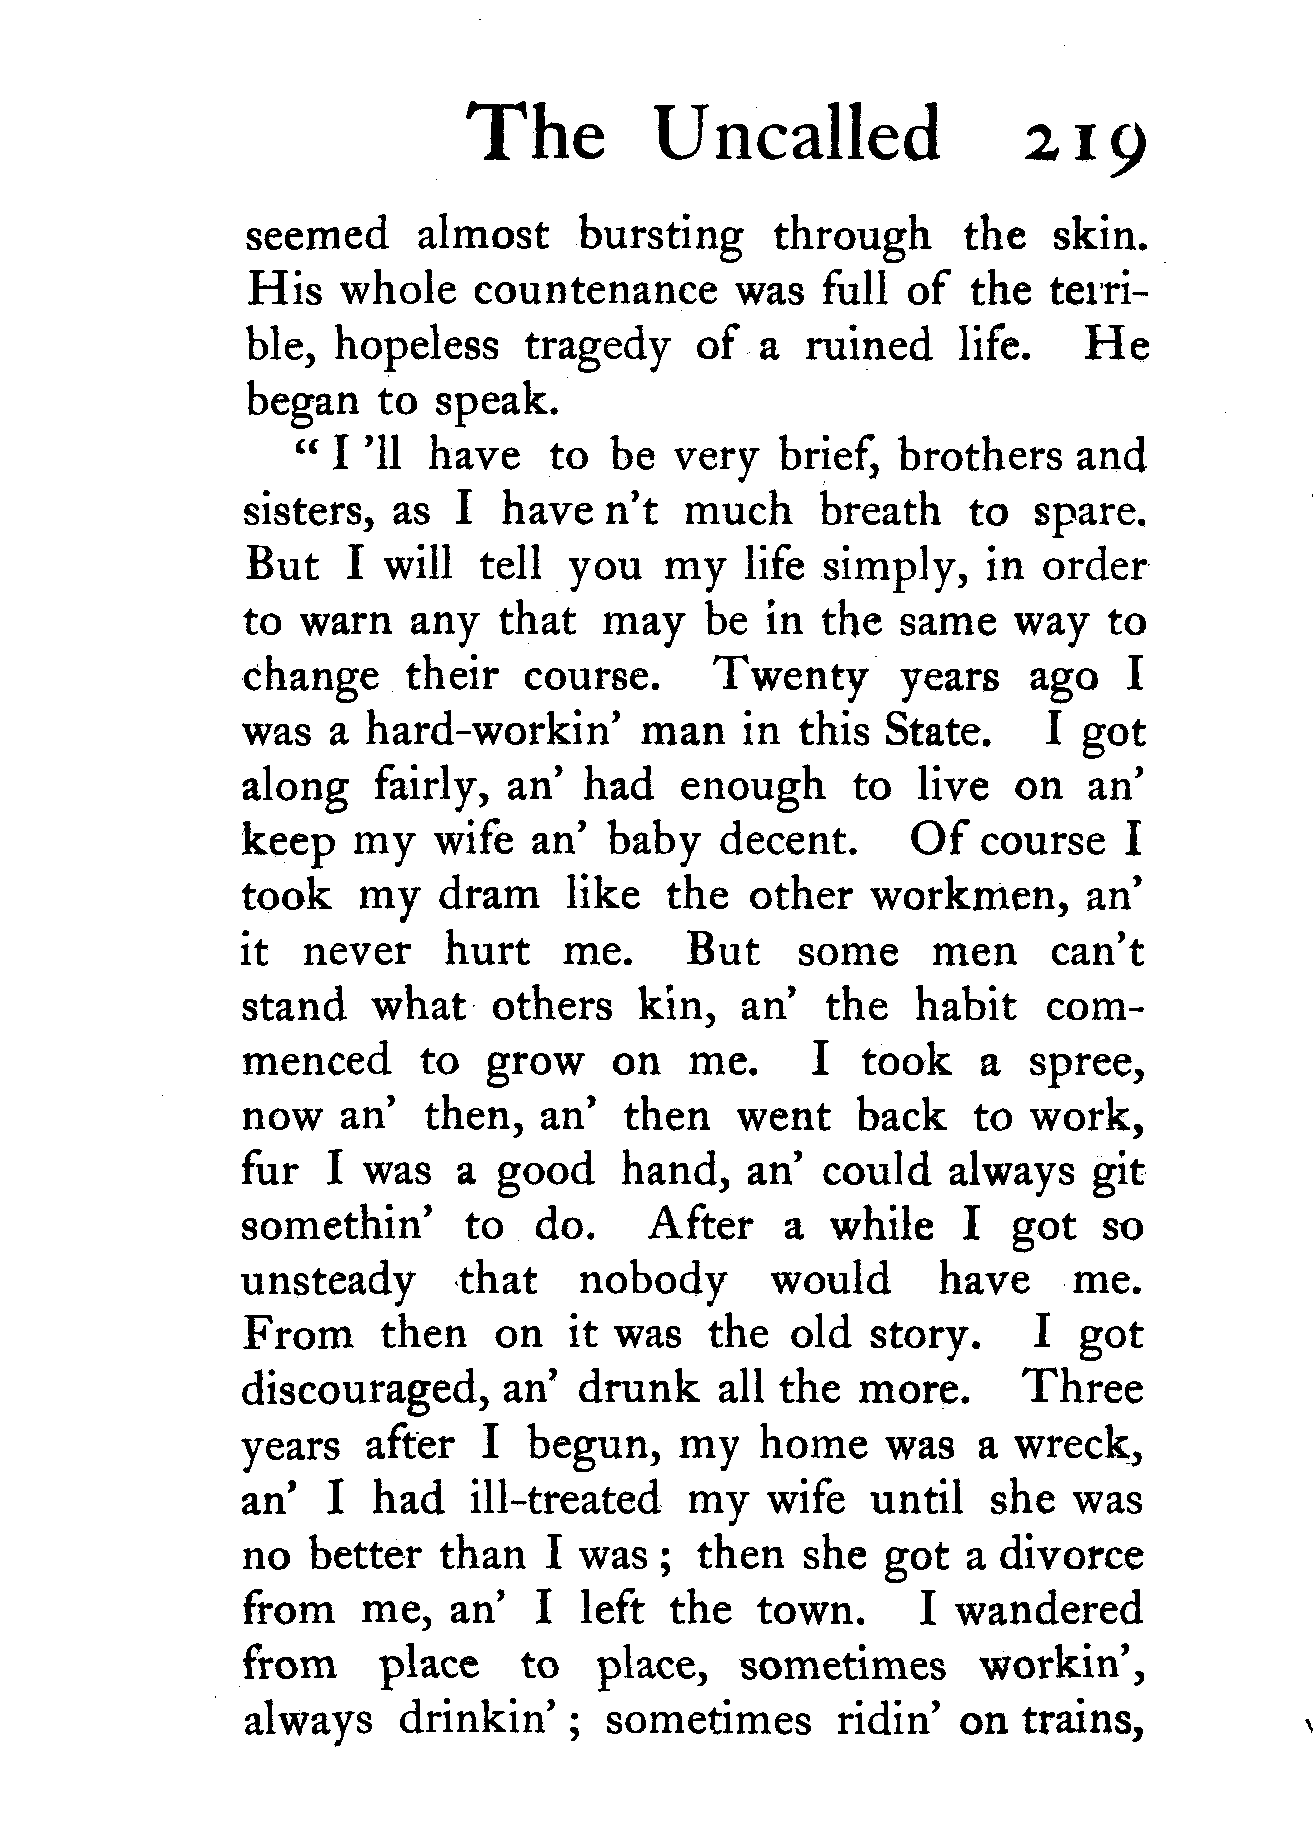 The Uncalled 219
seemed almost bursting through the skin.
His whole countenance was full of the terri-
ble, hopeless tragedy of a ruined life. He
began to speak.
“ I ’ll have to be very brief, brothers and
sisters, as I have n’t much breath to spare.
But I will tell you my life simply, in order
to warn any that may be in the same way to
change their course. Twenty years ago I
was a hard-workin’ man in this State. I got
along fairly, an’ had enough to live on an’
keep my wife an’ baby decent. Of course I
took my dram like the other workmen, an’
it never hurt me. But some men can’t
stand what others kin, an’ the habit com-
menced to grow on me. I took a spree,
now an’ then, an’ then went back to work,
fur I was a good hand, an’ could always git
somethin’ to do. After a while I got so
unsteady that nobody would have me.
From then on it was the old story. I got
discouraged, an’ drunk all the more. Three
years after I begun, my home was a wreck,
an’ I had ill-treated my wife until she was
no better than I was ; then she got a divorce
from me, an’ I left the town. I wandered
from place to place, sometimes workin’,
always drinkin’ ; sometimes ridin’ on trains,